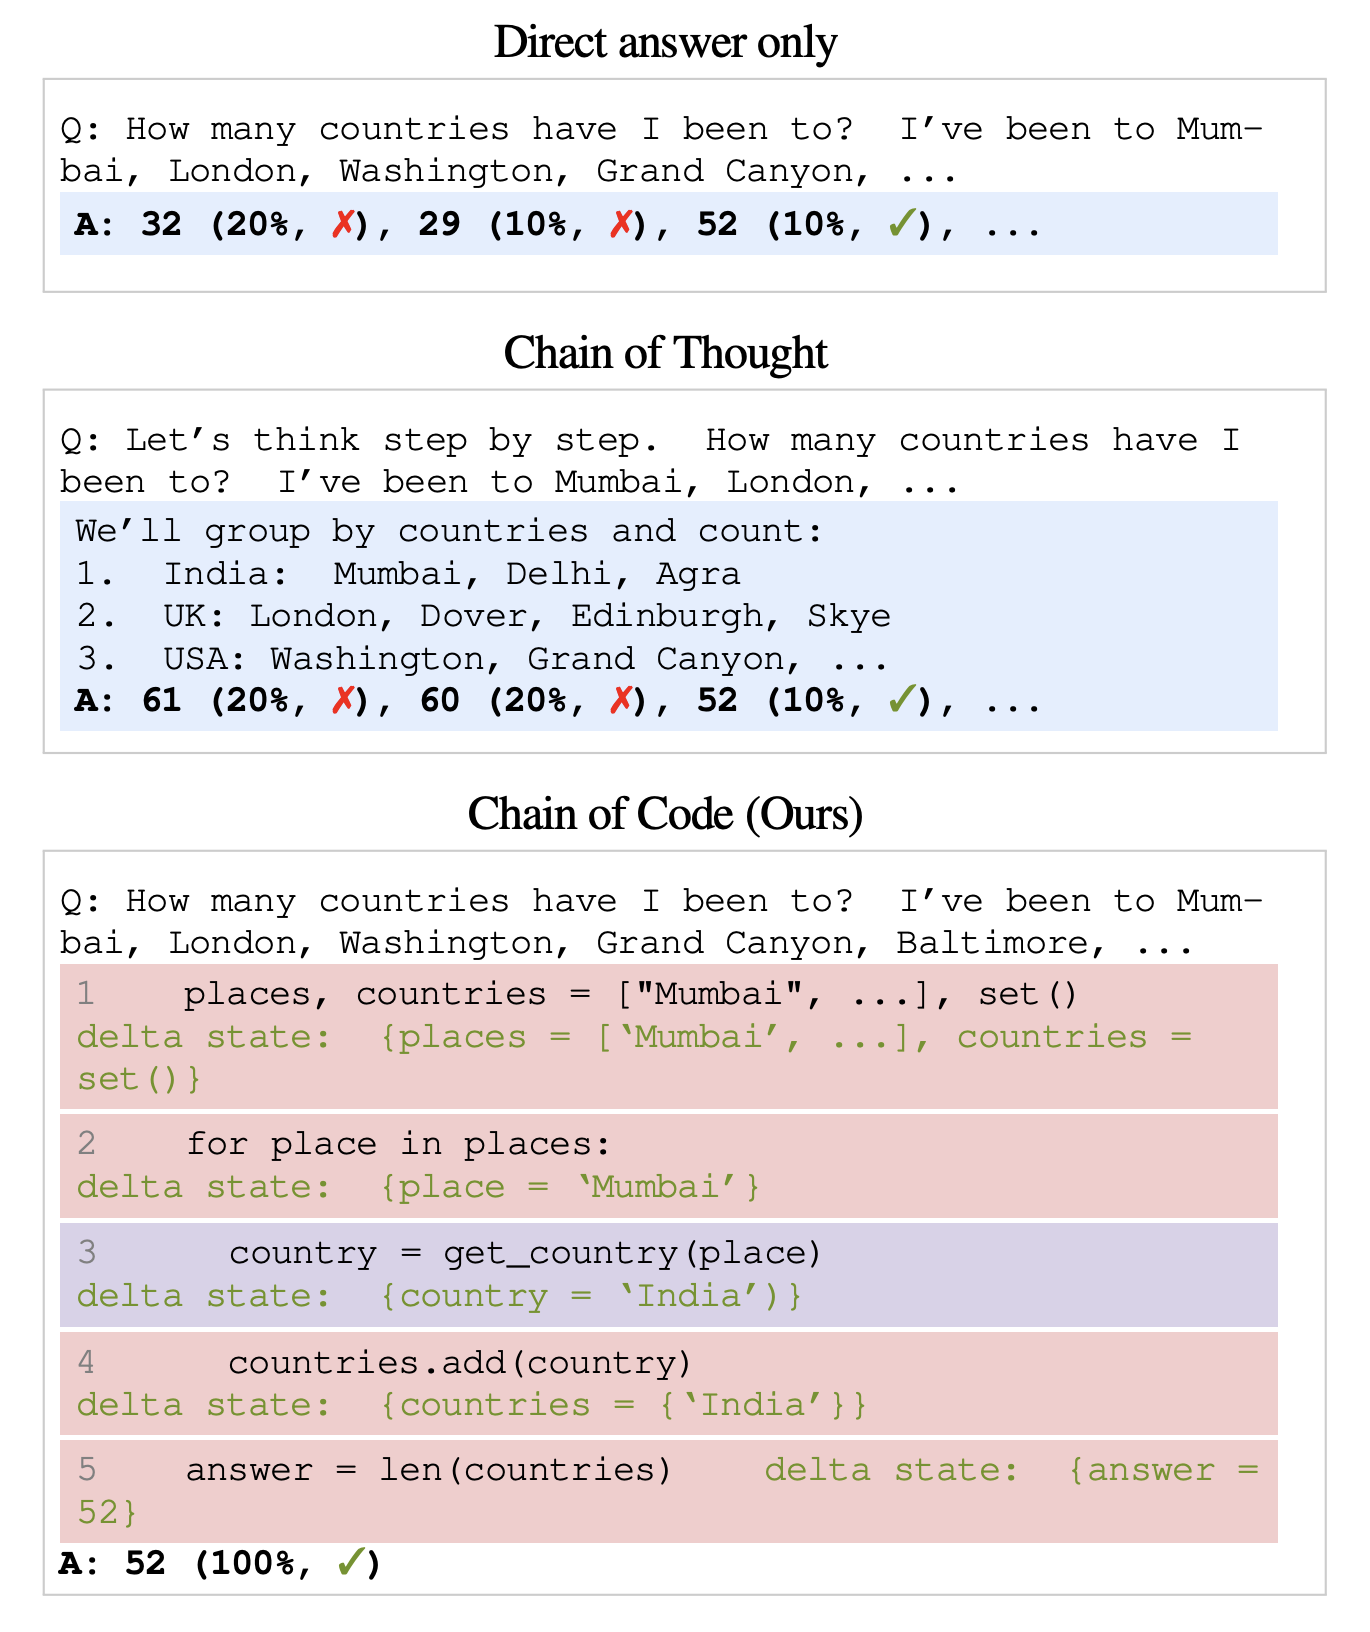 Direct answer only
Q: How many countries have I been to? I’ve been to Mum-
bai, London, Washington, Grand Canyon, ...
A: 32 (20%, ✗), 29 (10%, ✗), 52 (10%, ✓), ...
Chain of Thought
Q: Let’s think step by step. How many countries have I
been to? I’ve been to Mumbai, London, ...
We’ll group by countries and count:
1. India: Mumbai, Delhi, Agra
2. UK: London, Dover, Edinburgh, Skye
3. USA: Washington, Grand Canyon, ...
A: 61 (20%, ✗), 60 (20%, ✗), 52 (10%, ✓), ...
Chain of Code (Ours)
Q: How many countries have I been to? I’ve been to Mum-
bai, London, Washington, Grand Canyon, Baltimore, ...
1 places, countries = ["Mumbai", ...], set()
delta state: {places = [‘Mumbai’, ...], countries =
set()}
2 for place in places:
delta state: {place = ‘Mumbai’}
3 country = get_country(place)
delta state: {country = ‘India’)}
4 countries.add(country)
delta state: {countries = {‘India’}}
5 answer = len(countries) delta state: {answer =
52}
A: 52 (100%, ✓)